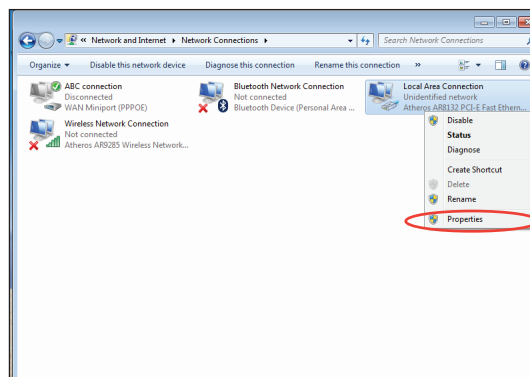 « Network and Internet ▸ Network Connections ▸ Search Network Connections
Organize ▾ Disable this network device Diagnose this connection Rename this connection »
ABC connection
Disconnected
WAN Miniport (PPPOE)
Bluetooth Network Connection
Not connected
Bluetooth Device (Personal Area ...
Local Area Connection
Unidentified network
Atheros AR8132 PCI-E Fast Ethern...
Wireless Network Connection
Not connected
Atheros AR9285 Wireless Network...
Disable
Status
Diagnose
Create Shortcut
Delete
Rename
Properties